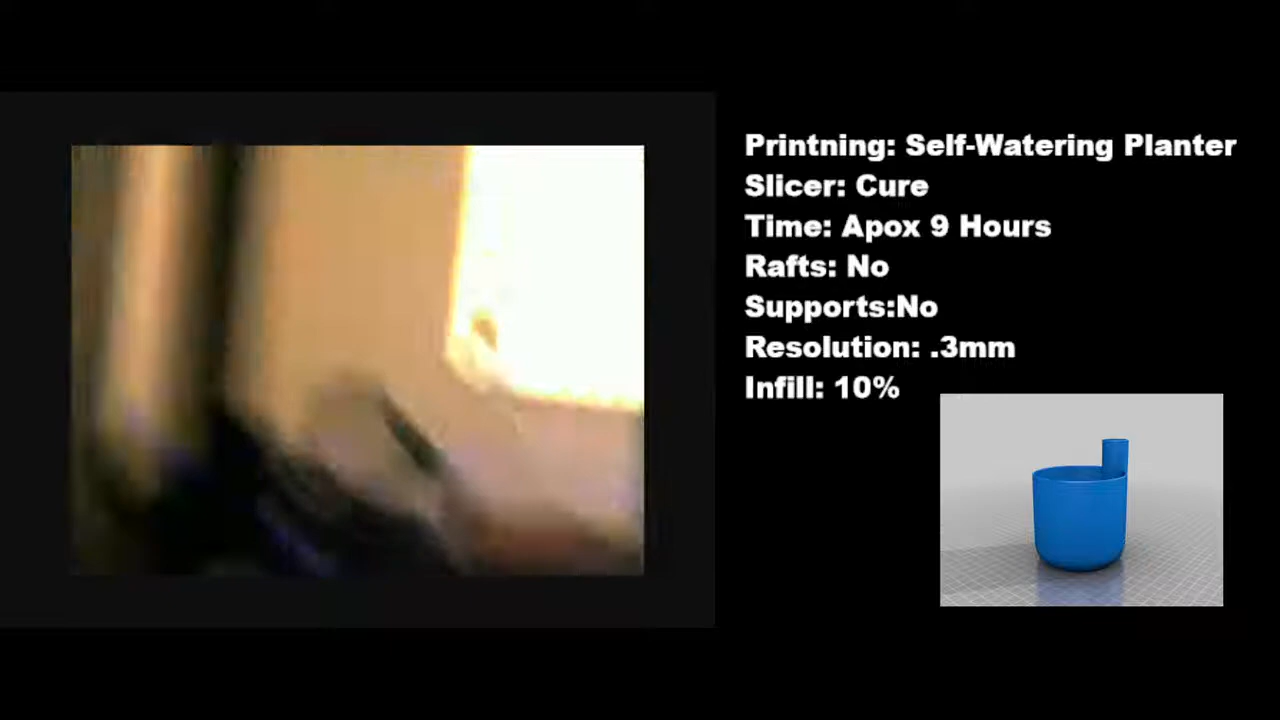 Printning: Self-Watering Planter
Slicer: Cure
Time: Apox 9 Hours
Rafts: No
Supports:No
Resolution: .3mm
Infill: 10%